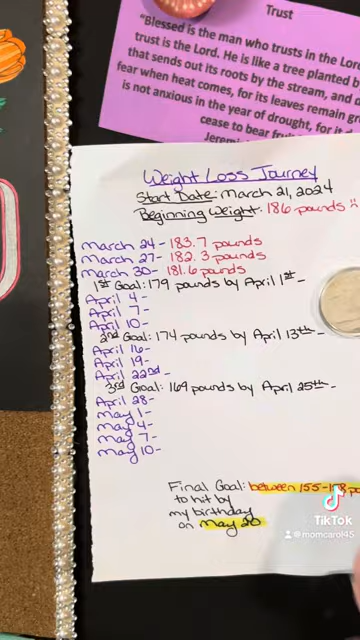 Trust
"Blessed is the man who trusts in the Lord
trust is the Lord. He is like a tree planted by
that sends out its roots by the stream, and
fear when heat comes, for its leaves remain
is not anxious in the year of drought, for it
cease to bear
Weight Loss Journey
Start Date: March 21, 2024
Beginning Weight: 186 pounds
March 24 - 183.7 pounds
March 27 - 182.3 pounds
March 30 - 181.6 pounds
1st Goal: 179 pounds by April 1st -
April 4 -
April 7 -
April 10 -
2nd Goal: 174 pounds by April 13th -
April 16 -
April 19 -
April 22nd -
3rd Goal: 169 pounds by April 25th -
April 28 -
May 1 -
May 4 -
May 7 -
May 10 -
Final Goal: between 155-
to hit by
my birthday
on May 20
TikTok
@momcarol45